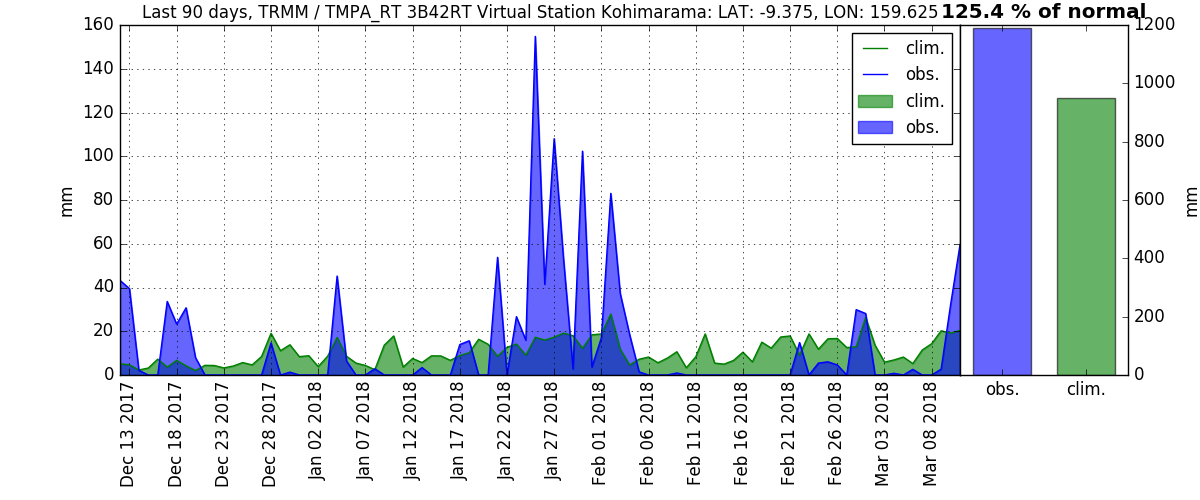 Last 90 days, TRMM / TMPA_RT 3B42RT Virtual Station Kohimarama: LAT: -9.375, LON: 159.625 125.4 % of normal
160
140
120
100
80
60
40
20
0
mm
clim.
obs.
clim.
obs.
1200
1000
800
600
400
200
0
mm
Dec 13 2017
Dec 18 2017
Dec 23 2017
Dec 28 2017
Jan 02 2018
Jan 07 2018
Jan 12 2018
Jan 17 2018
Jan 22 2018
Jan 27 2018
Feb 01 2018
Feb 06 2018
Feb 11 2018
Feb 16 2018
Feb 21 2018
Feb 26 2018
Mar 03 2018
Mar 08 2018
obs.
clim.